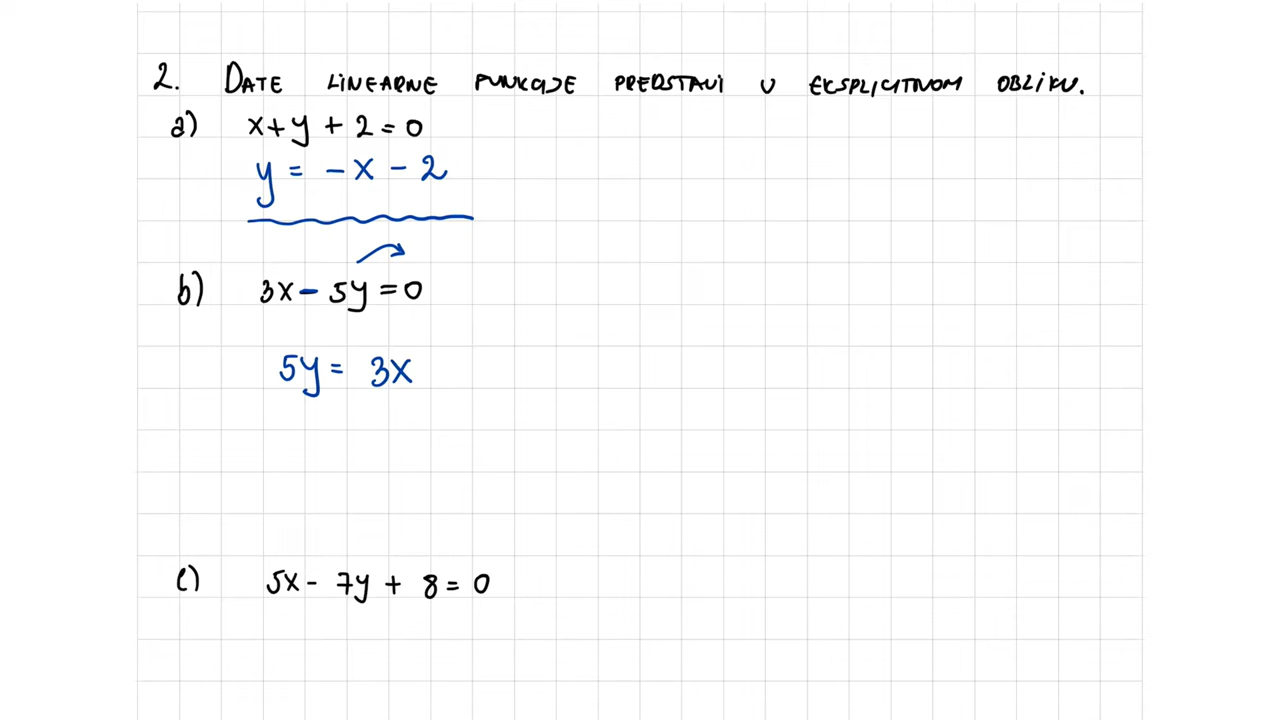 2. DATE LINEARNE FUNKCIJE PREDSTAVI U EKSPLICITNOM OBLIKU.
a) x+y+2=0
y = -x - 2
b) 3x - 5y = 0
5y = 3x
c) 5x - 7y + 8 = 0